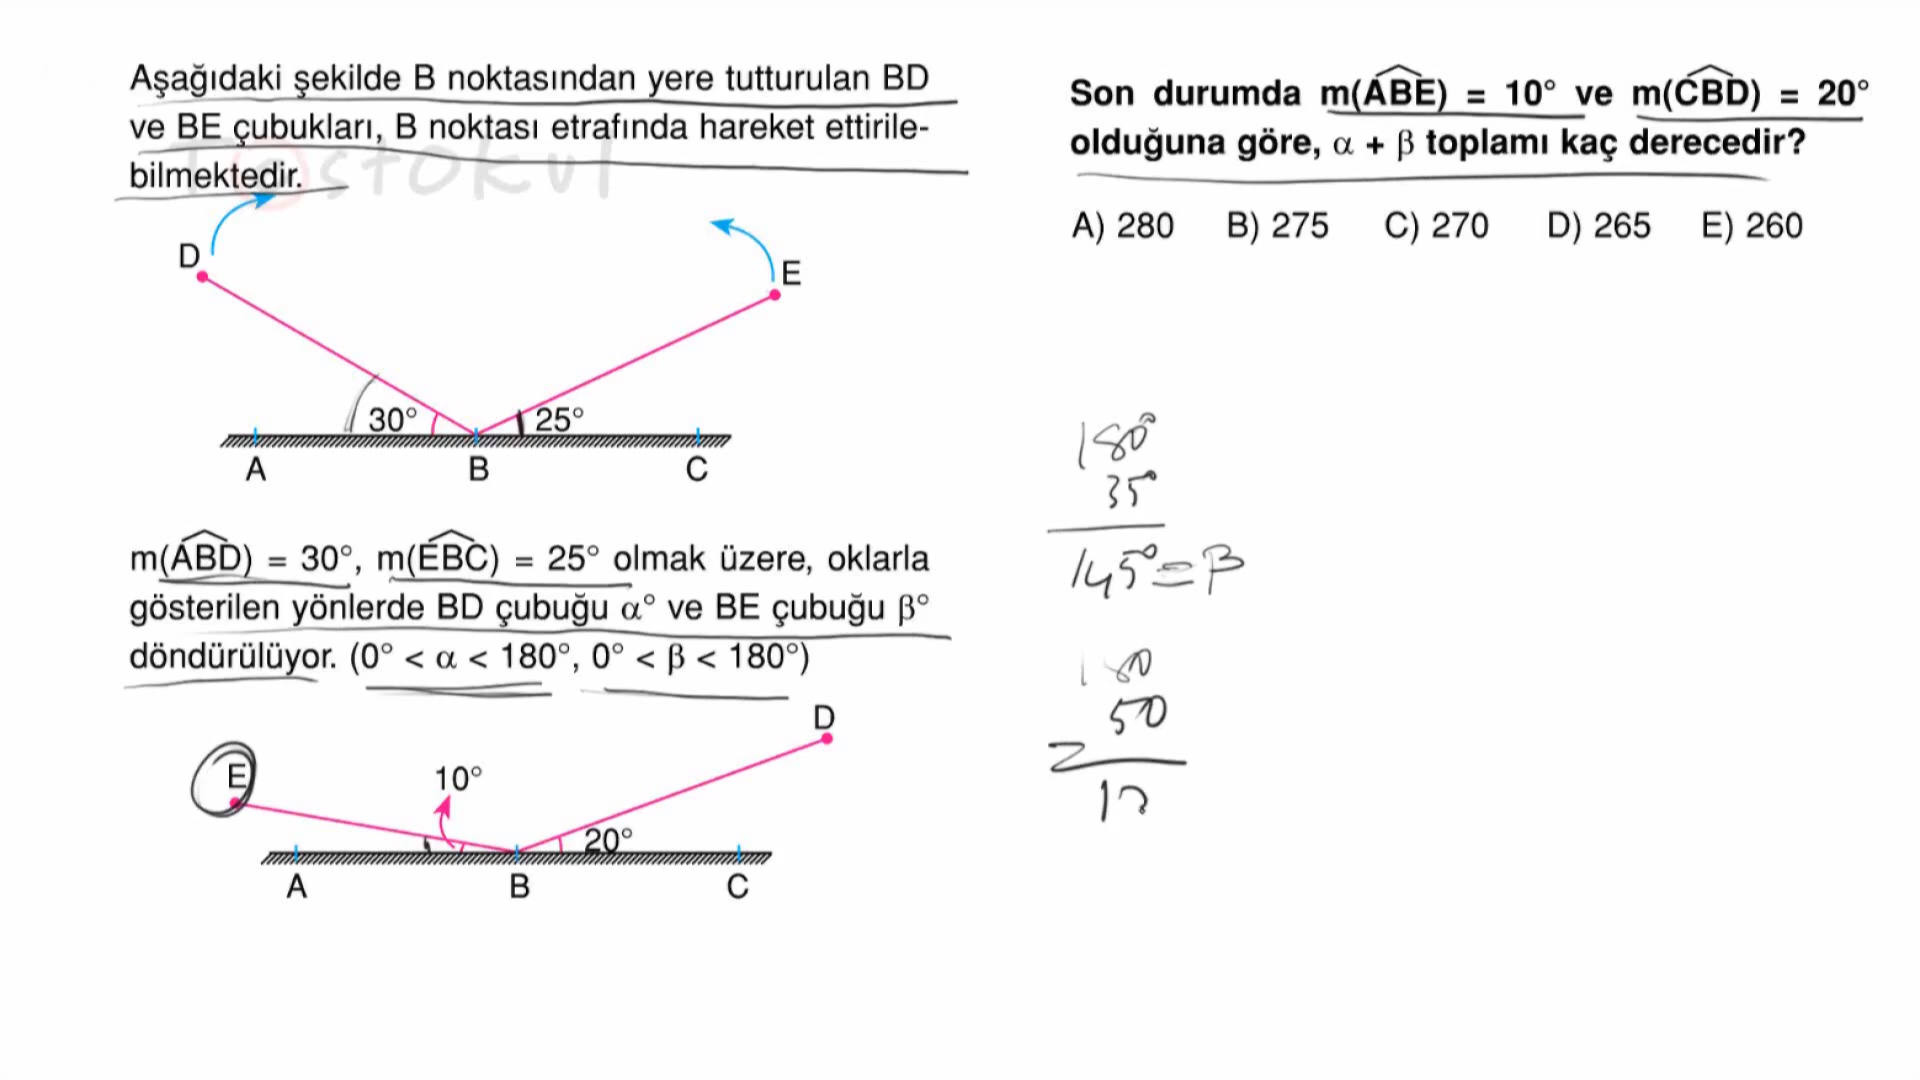 Aşağıdaki şekilde B noktasından yere tutturulan BD
ve BE çubukları, B noktası etrafında hareket ettirile-
bilmektedir.
D
E
30°
25°
A
B
C
m(ABD) = 30°, m(EBC) = 25° olmak üzere, oklarla
gösterilen yönlerde BD çubuğu α° ve BE çubuğu β°
döndürülüyor. (0° < α < 180°, 0° < β < 180°)
D
E
10°
20°
A
B
C
Son durumda m(ABE) = 10° ve m(CBD) = 20°
olduğuna göre, α + β toplamı kaç derecedir?
A) 280 B) 275 C) 270 D) 265 E) 260
180°
35°
145° = β
180
50